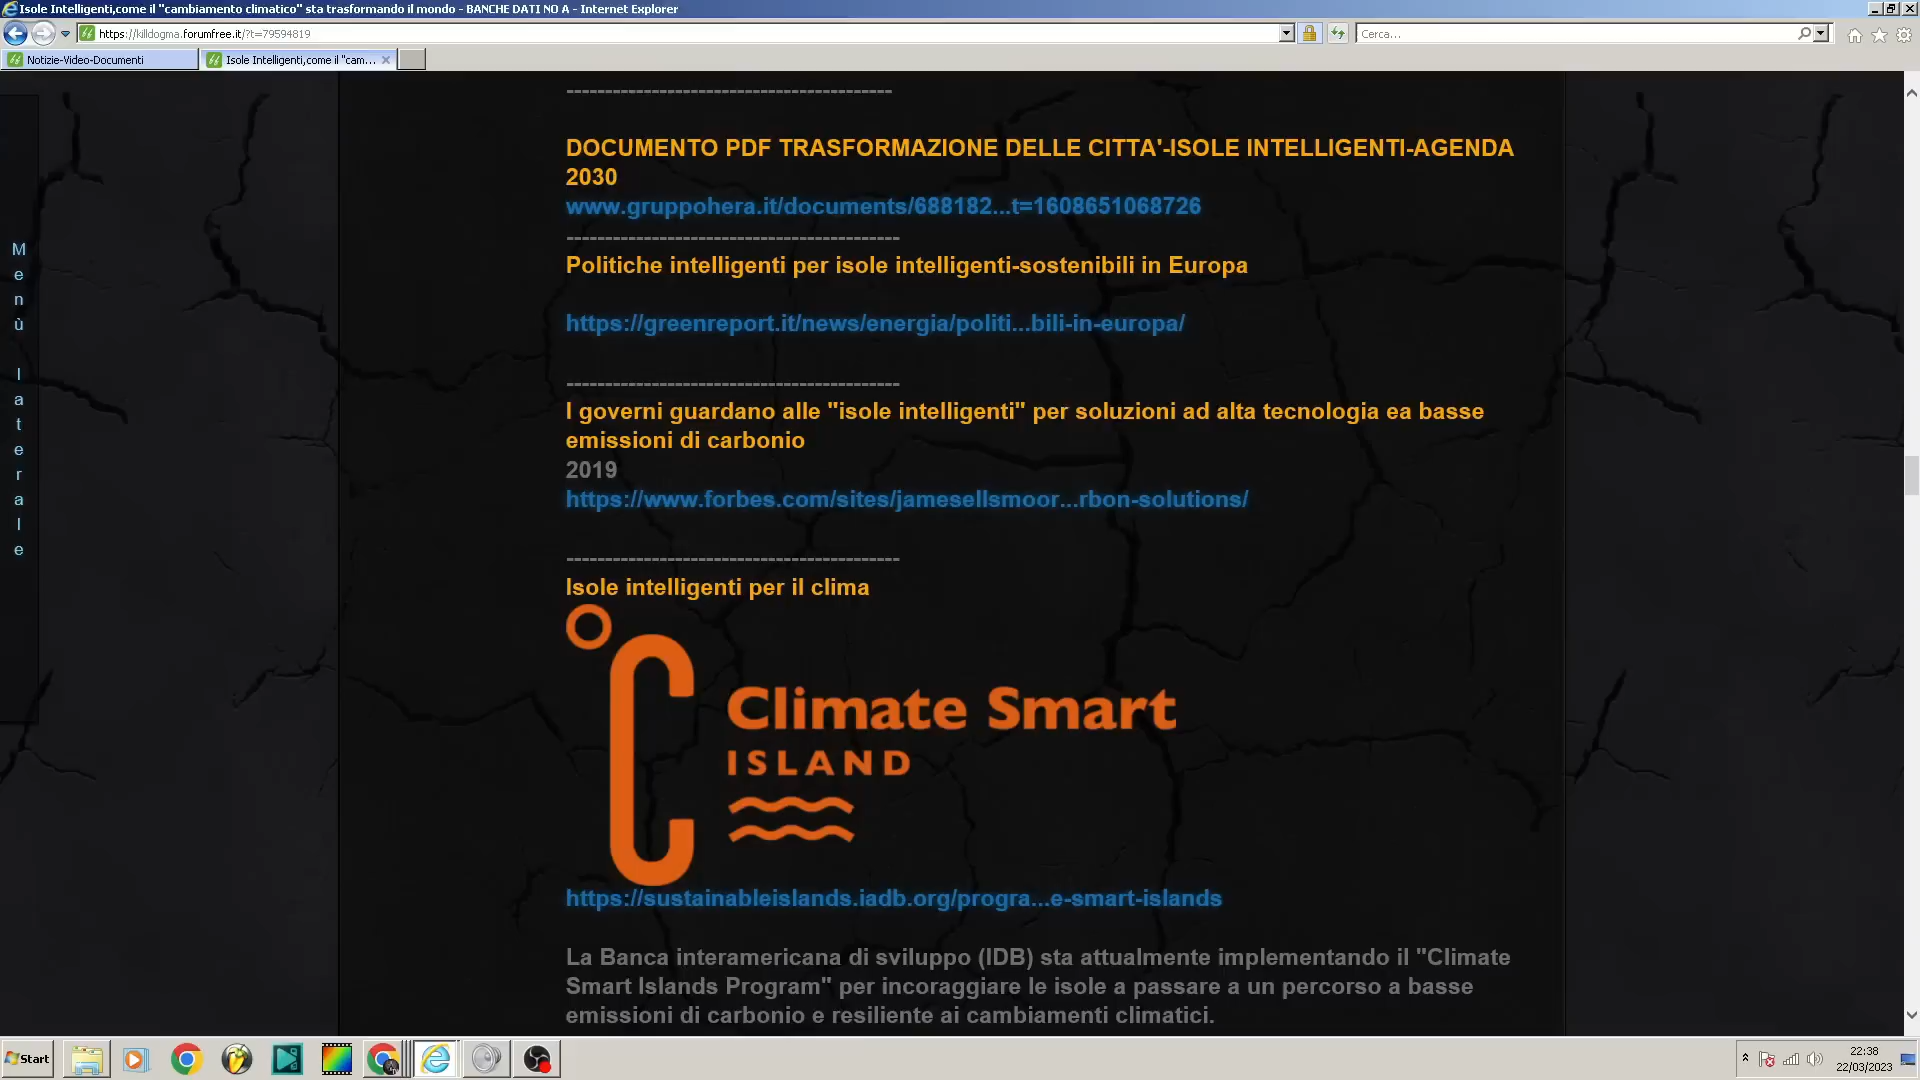 Isole Intelligenti,come il "cambiamento climatico" sta trasformando il mondo - BANCHE DATI NO A - Internet Explorer
https://killdogma.forumfree.it/?t=79594819
Cerca...
Notizie-Video-Documenti
Isole Intelligenti,come il "cam...
Menù laterale
------------------------------------------
DOCUMENTO PDF TRASFORMAZIONE DELLE CITTA'-ISOLE INTELLIGENTI-AGENDA
2030
www.gruppohera.it/documents/688182...t=1608651068726
-------------------------------------------
Politiche intelligenti per isole intelligenti-sostenibili in Europa
https://greenreport.it/news/energia/politi...bili-in-europa/
-------------------------------------------
I governi guardano alle "isole intelligenti" per soluzioni ad alta tecnologia ea basse
emissioni di carbonio
2019
https://www.forbes.com/sites/jamesellsmoor...rbon-solutions/
-------------------------------------------
Isole intelligenti per il clima
°C
Climate Smart
ISLAND
https://sustainableislands.iadb.org/progra...e-smart-islands
La Banca interamericana di sviluppo (IDB) sta attualmente implementando il "Climate
Smart Islands Program" per incoraggiare le isole a passare a un percorso a basse
emissioni di carbonio e resiliente ai cambiamenti climatici.
Start
22:38
22/03/2023